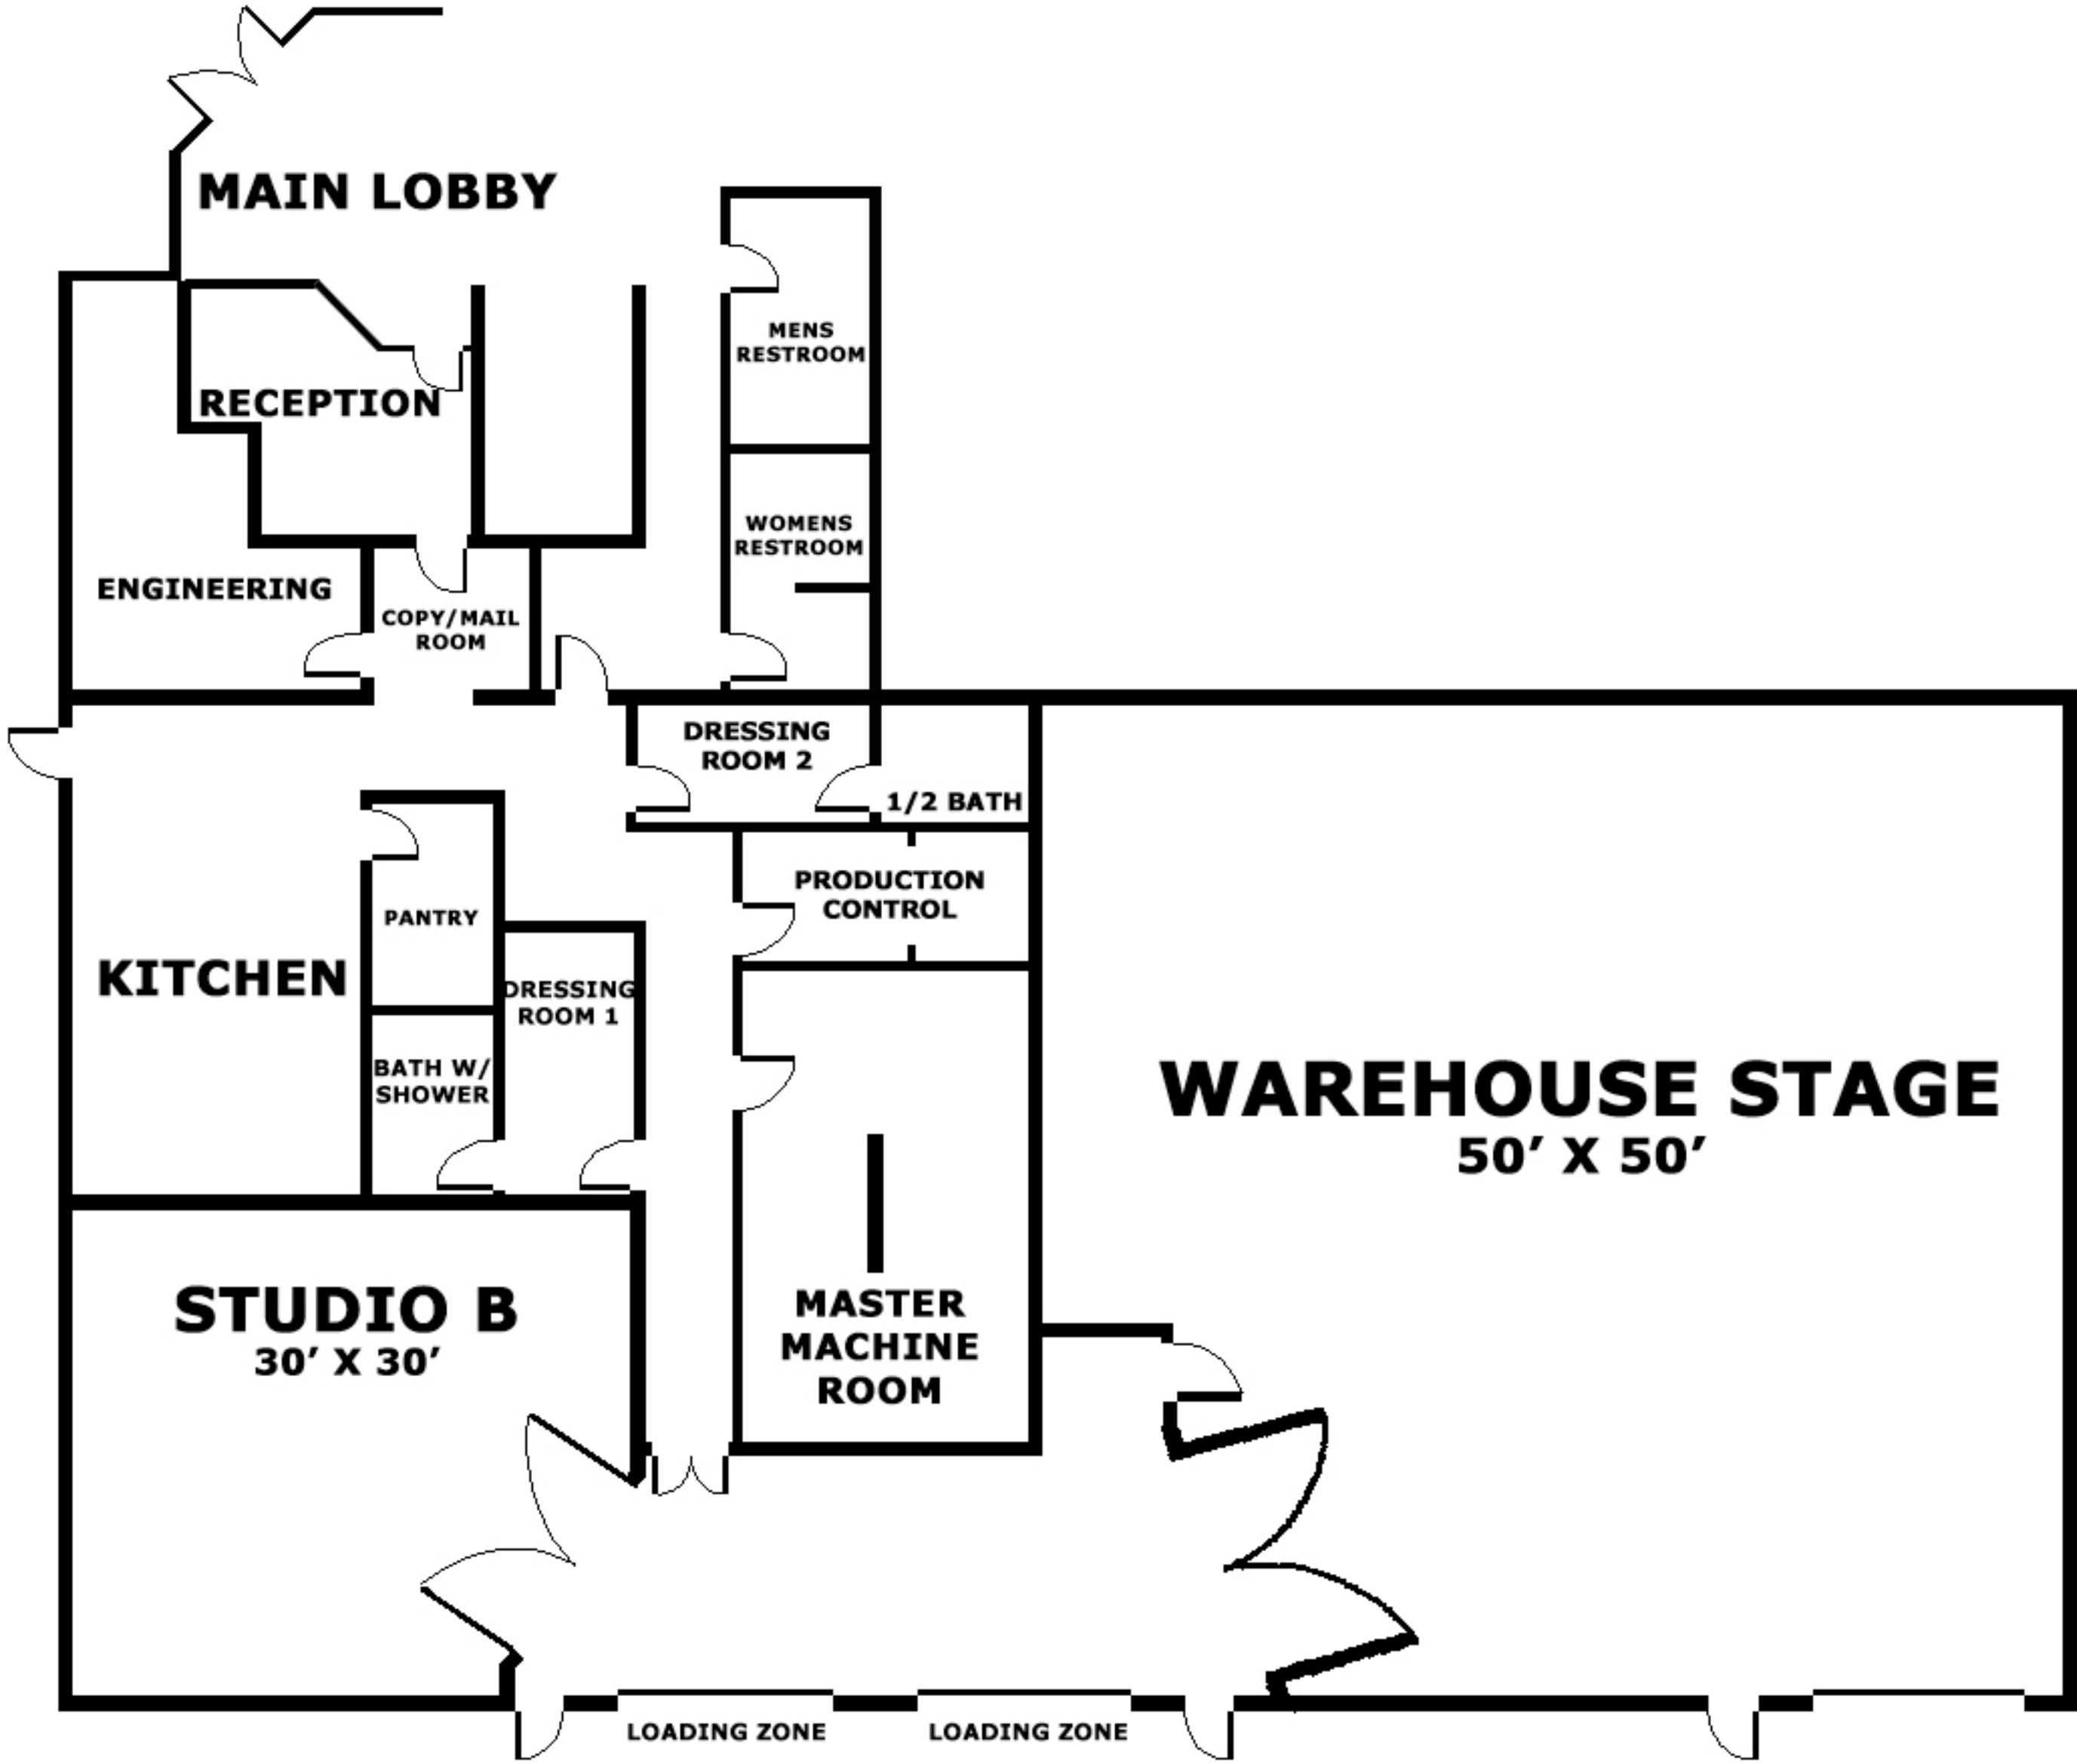 MAIN LOBBY
MENS
RESTROOM
RECEPTION
WOMENS
RESTROOM
ENGINEERING
COPY/MAIL
ROOM
DRESSING
ROOM 2
1/2 BATH
PRODUCTION
CONTROL
PANTRY
KITCHEN
DRESSING
ROOM 1
BATH W/
SHOWER
WAREHOUSE STAGE
50’ X 50’
STUDIO B
30’ X 30’
MASTER
MACHINE
ROOM
LOADING ZONE
LOADING ZONE